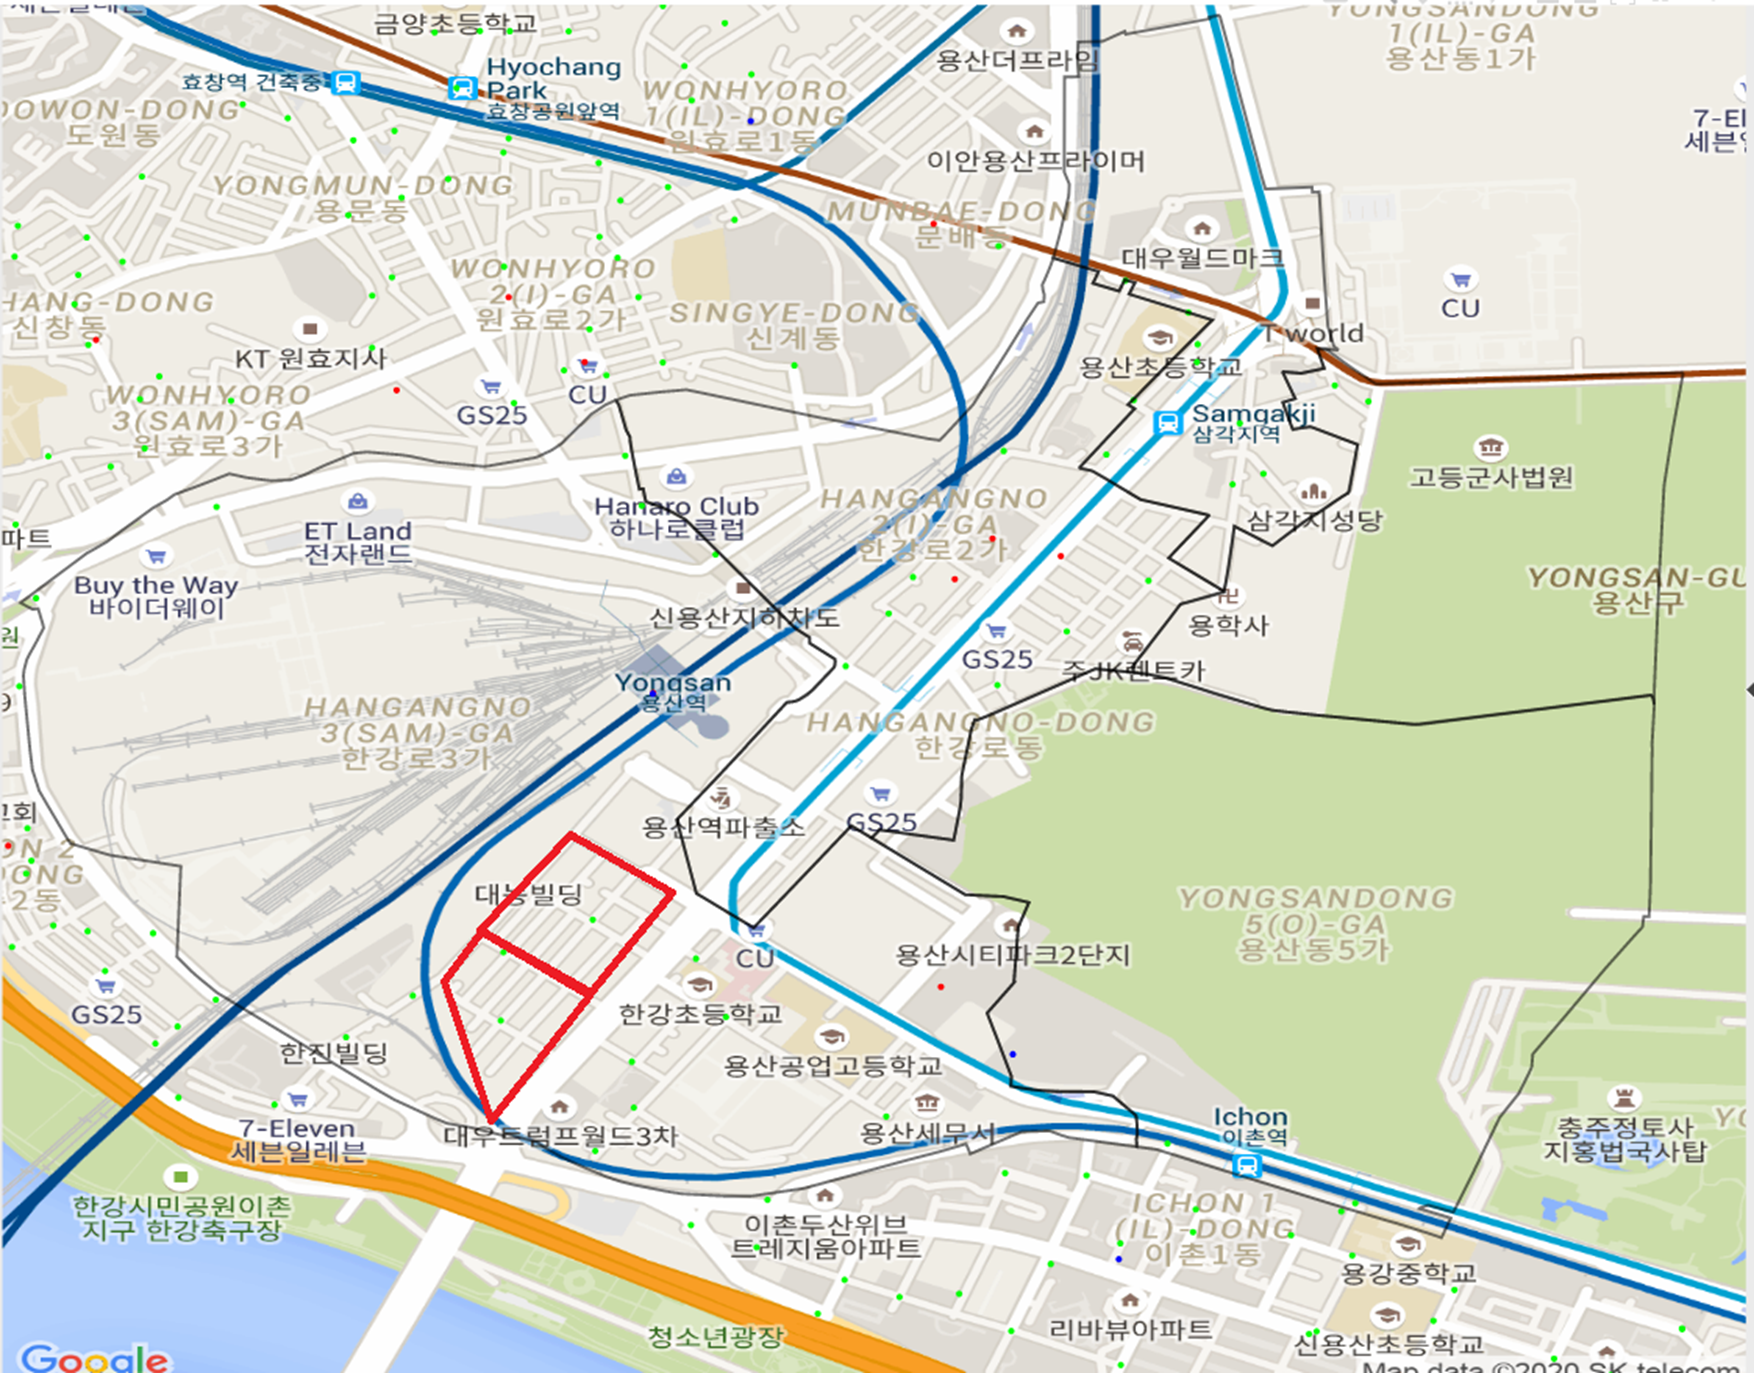 금양초등학교
Hyochang
Park
효창공원앞역
효창역 건축중
용산더프라임
YONGSANDONG
1(IL)-GA
용산동1가
WONHYORO
1(IL)-DONG
원효로1동
도원동
이안용산프라이머
YONGMUN-DONG
용문동
MUNBAE-DONG
문배동
대우월드마크
WONHYORO
2(I)-GA
원효로2가
SINGYE-DONG
신계동
신창동
KT 원효지사
CU
T world
용산초등학교
GS25
CU
WONHYORO
3(SAM)-GA
원효로3가
Samgakji
삼각지역
고등군사법원
삼각지성당
Hanaro Club
하나로클럽
HANGANGNO
2(I)-GA
한강로2가
ET Land
전자랜드
Buy the Way
바이더웨이
YONGSAN-GU
용산구
신용산지하차도
용학사
GS25
주JK렌트카
Yongsan
용산역
HANGANGNO
3(SAM)-GA
한강로3가
HANGANGNO-DONG
한강로동
GS25
용산역파출소
대능빌딩
YONGSANDONG
5(O)-GA
용산동5가
CU
용산시티파크2단지
GS25
한강초등학교
한진빌딩
용산공업고등학교
7-Eleven
세븐일레븐
대우트럼프월드3차
용산세무서
Ichon
이촌역
충주정토사
지홍법국사탑
한강시민공원이촌
지구 한강축구장
이촌두산위브
트레지움아파트
ICHON 1
(IL)-DONG
이촌1동
용강중학교
리바뷰아파트
신용산초등학교
청소년광장
Google
Map data ©2020 SK telecom